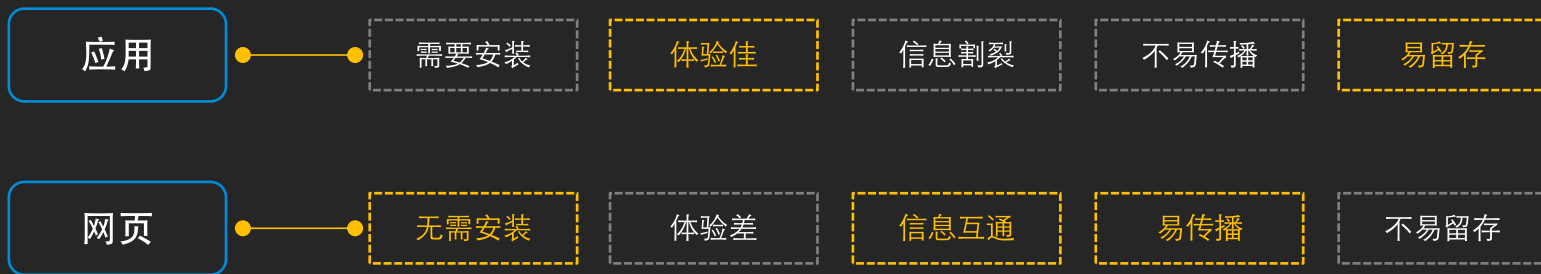 应用
需要安装
体验佳
信息割裂
不易传播
易留存
网页
无需安装
体验差
信息互通
易传播
不易留存